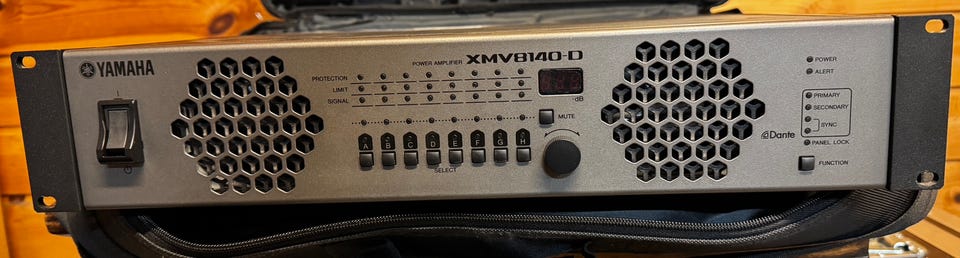 YAMAHA
POWER AMPLIFIER XMV8140-D
PROTECTION
LIMIT
SIGNAL
dB
MUTE
A B C D E F G H
SELECT
POWER
ALERT
PRIMARY
SECONDARY
SYNC
Dante
PANEL LOCK
FUNCTION